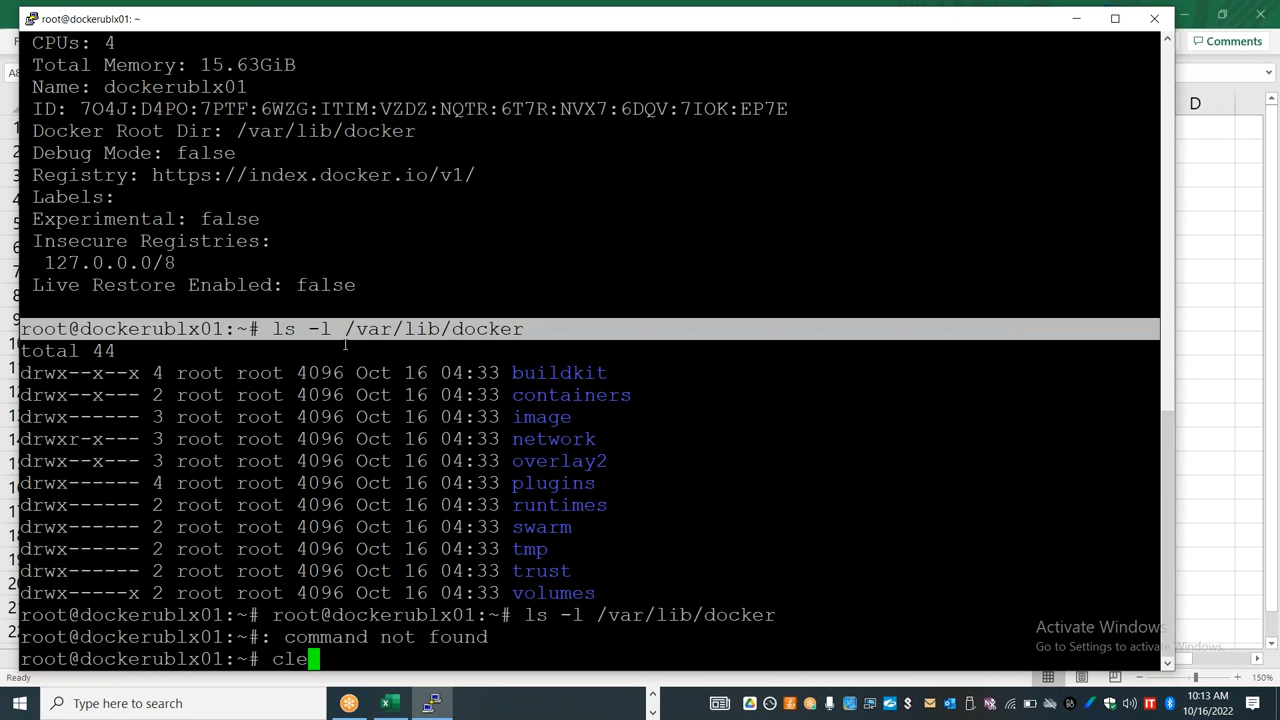 root@dockerublx01: ~
Comments
CPUs: 4
Total Memory: 15.63GiB
Name: dockerublx01
ID: 7O4J:D4PO:7PTF:6WZG:ITIM:VZDZ:NQTR:6T7R:NVX7:6DQV:7IOK:EP7E
Docker Root Dir: /var/lib/docker
Debug Mode: false
Registry: https://index.docker.io/v1/
Labels:
Experimental: false
Insecure Registries:
127.0.0.0/8
Live Restore Enabled: false
root@dockerublx01:~# ls -l /var/lib/docker
total 44
drwx--x--x 4 root root 4096 Oct 16 04:33 buildkit
drwx--x--- 2 root root 4096 Oct 16 04:33 containers
drwx------ 3 root root 4096 Oct 16 04:33 image
drwxr-x--- 3 root root 4096 Oct 16 04:33 network
drwx--x--- 3 root root 4096 Oct 16 04:33 overlay2
drwx------ 4 root root 4096 Oct 16 04:33 plugins
drwx------ 2 root root 4096 Oct 16 04:33 runtimes
drwx------ 2 root root 4096 Oct 16 04:33 swarm
drwx------ 2 root root 4096 Oct 16 04:33 tmp
drwx------ 2 root root 4096 Oct 16 04:33 trust
drwx-----x 2 root root 4096 Oct 16 04:33 volumes
root@dockerublx01:~# root@dockerublx01:~# ls -l /var/lib/docker
root@dockerublx01:~#: command not found
root@dockerublx01:~# cle
D
Activate Windows
Go to Settings to activate Windows.
Ready
150%
Type here to search
10:13 AM
10/16/2022